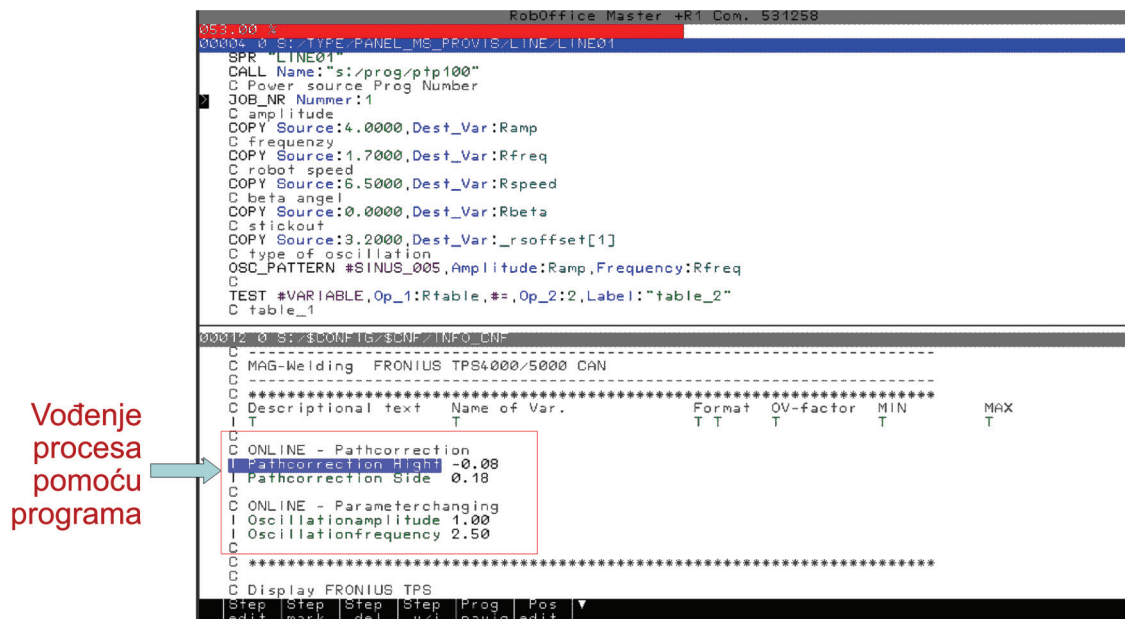 RobOffice Master +R1 Com. 531258
053.00 %
00004 0 S:/TYPE/PANEL_MS_PROVIS/LINE/LINE01
SPR "LINE01"
CALL Name:"s:/prog/ptp100"
C Power source Prog Number
> JOB_NR Nummer:1
C amplitude
COPY Source:4.0000,Dest_Var:Ramp
C frequenzy
COPY Source:1.7000,Dest_Var:Rfreq
C robot speed
COPY Source:6.5000,Dest_Var:Rspeed
C beta angel
COPY Source:0.0000,Dest_Var:Rbeta
C stickout
COPY Source:3.2000,Dest_Var:_rsoffset[1]
C type of oscillation
OSC_PATTERN #SINUS_005,Amplitude:Ramp,Frequency:Rfreq
C
TEST #VARIABLE,Op_1:Rtable,#=,Op_2:2,Label:"table_2"
C table_1
00012 0 S:/$CONFIG/$CNF/INFO_CNF
C -----------------------------------------------------------------------
C MAG-Welding FRONIUS TPS4000/5000 CAN
C -----------------------------------------------------------------------
C ***********************************************************************
C Descriptional text Name of Var. Format OV-factor MIN MAX
I T T T T T T T
C
C ONLINE - Pathcorrection
I Pathcorrection Hight -0.08
I Pathcorrection Side 0.18
C
C ONLINE - Parameterchanging
I Oscillationamplitude 1.00
I Oscillationfrequency 2.50
C
C ***********************************************************************
C
C Display FRONIUS TPS
Step Step Step Step Prog Pos ▼
edit mark del navig edit
Vođenje
procesa
pomoću
programa